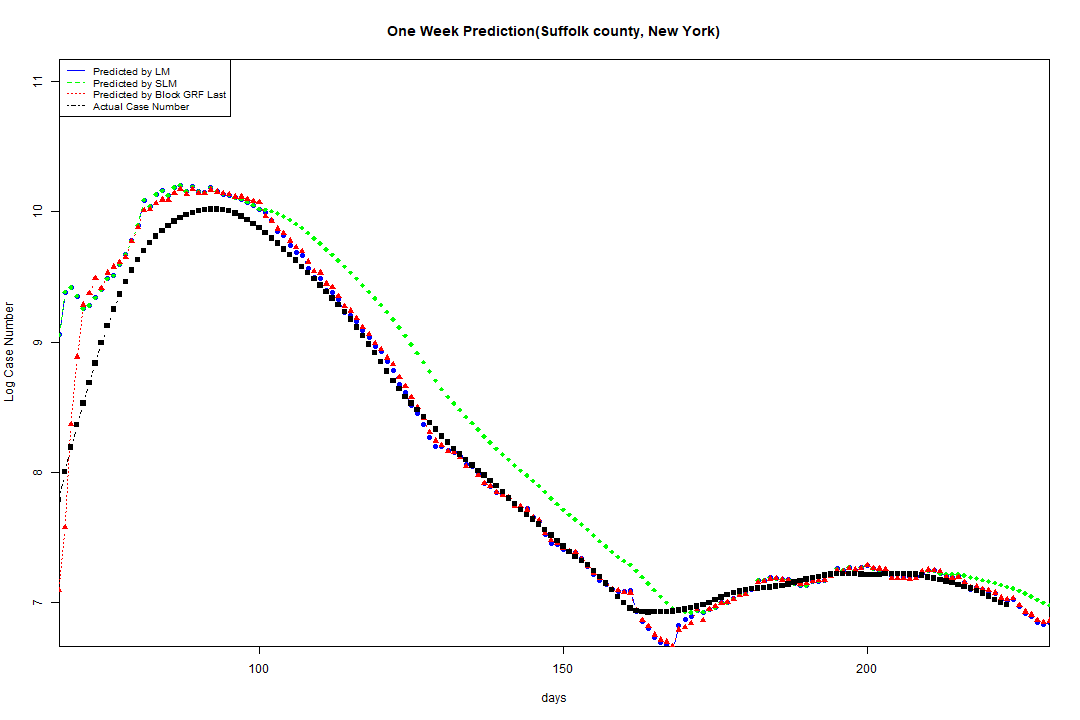 One Week Prediction(Suffolk county, New York)
Predicted by LM
Predicted by SLM
Predicted by Block GRF Last
Actual Case Number
11
10
9
8
7
Log Case Number
100
150
200
days